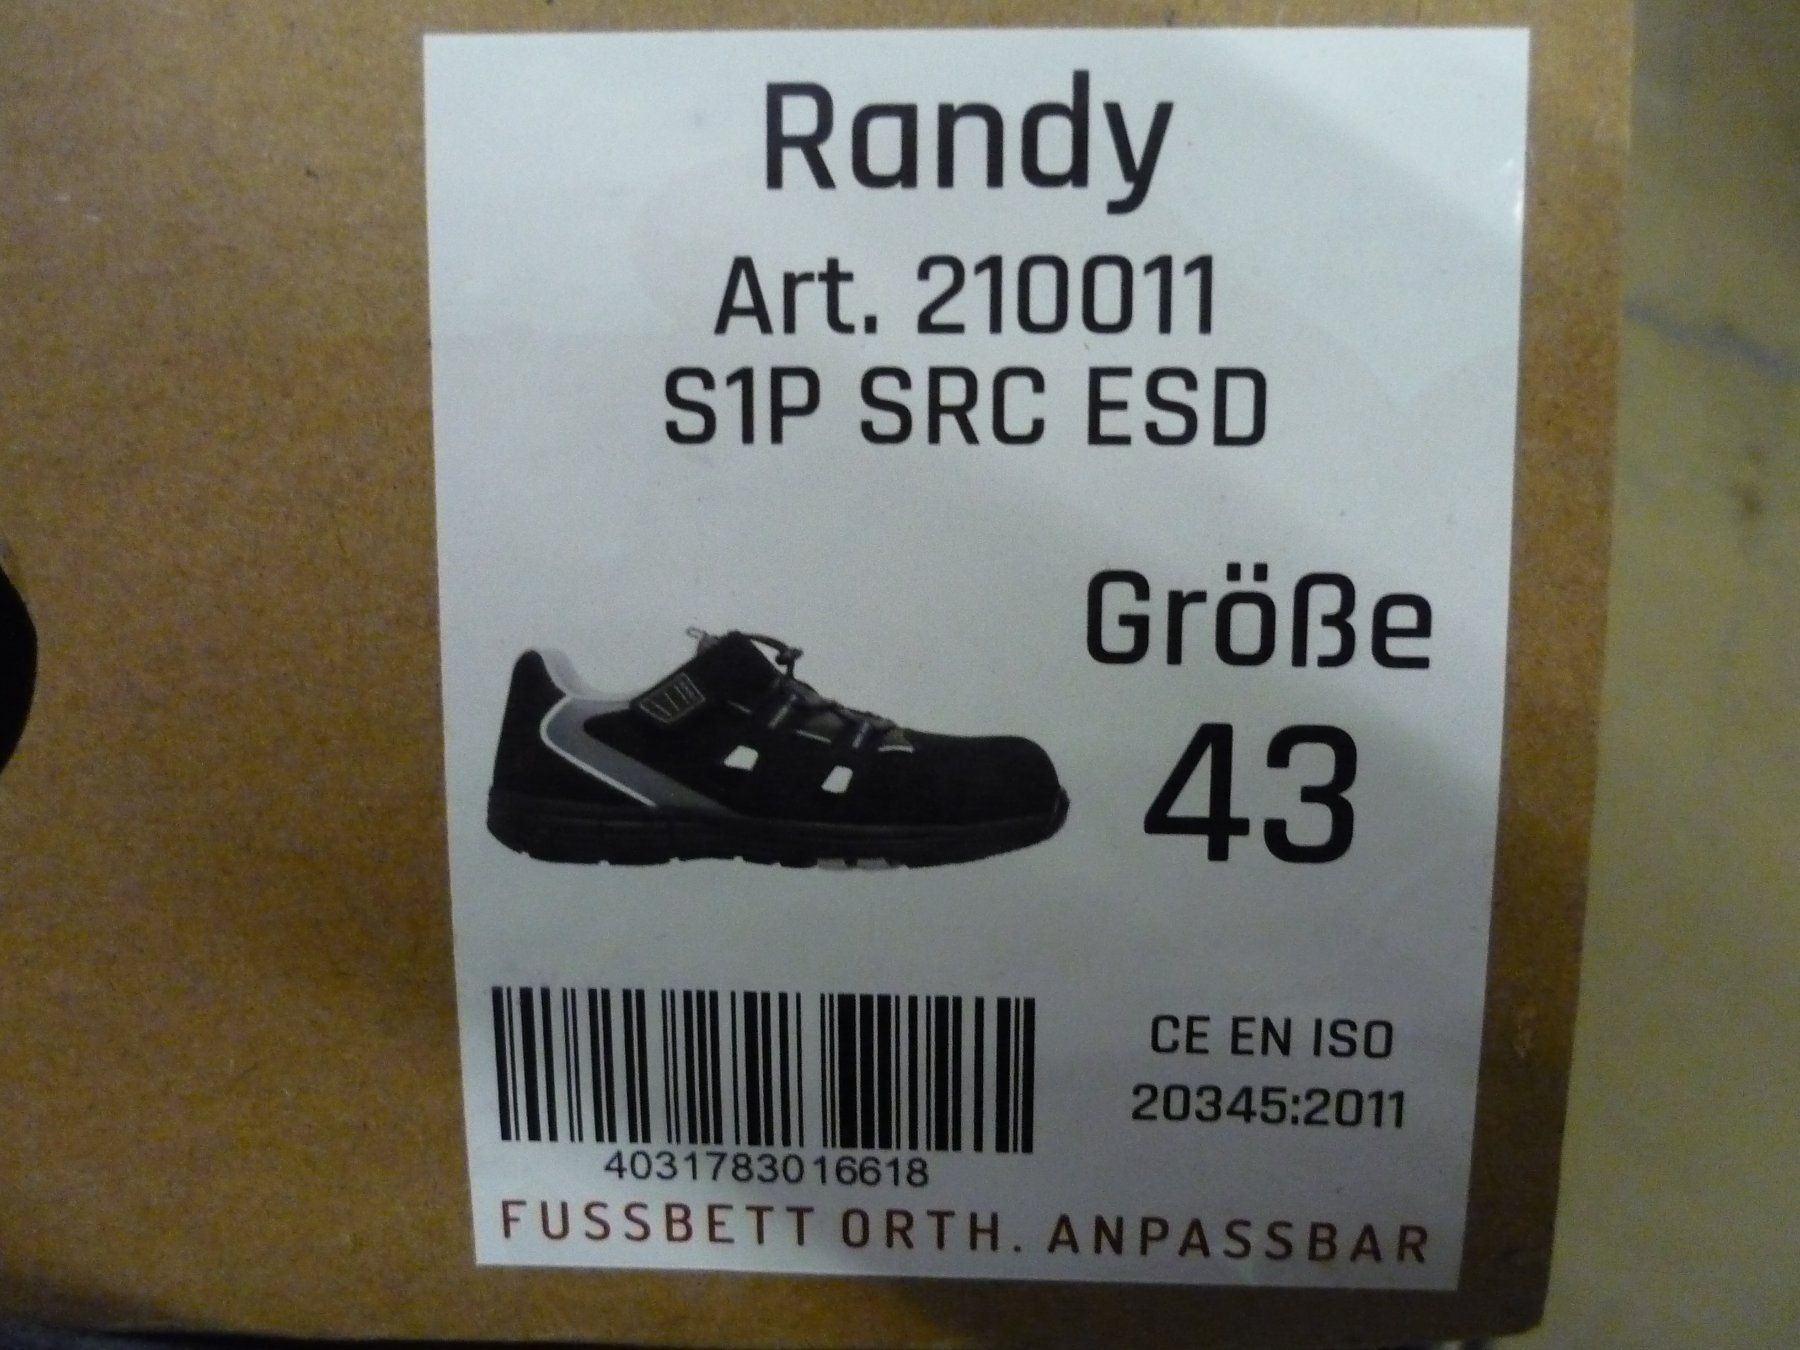 Randy
Art. 210011
S1P SRC ESD
Größe
43
CE EN ISO
20345:2011
4031783016618
FUSSBETT ORTH. ANPASSBAR